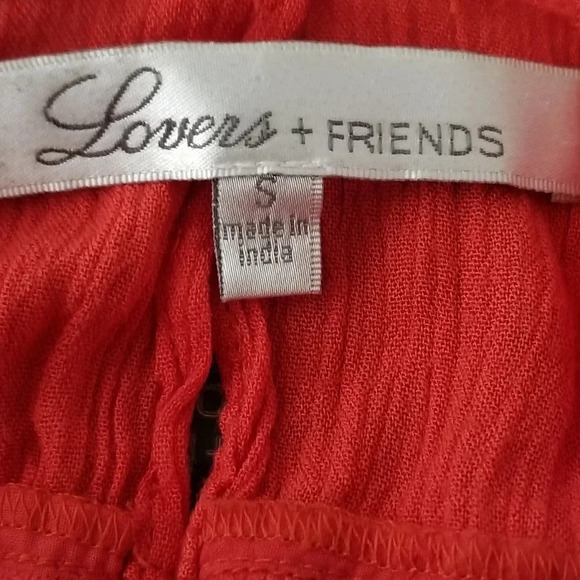 Lovers + FRIENDS
S
made in
india